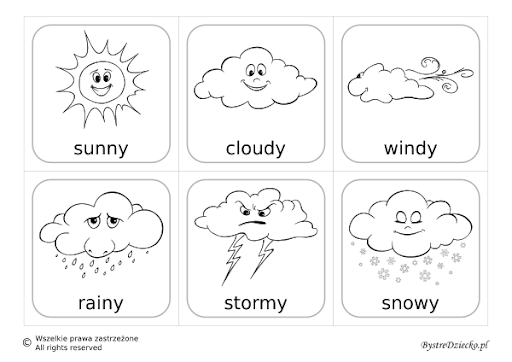 sunny
cloudy
windy
rainy
stormy
snowy
© Wszelkie prawa zastrzeżone
All rights reserved
BystreDziecko.pl